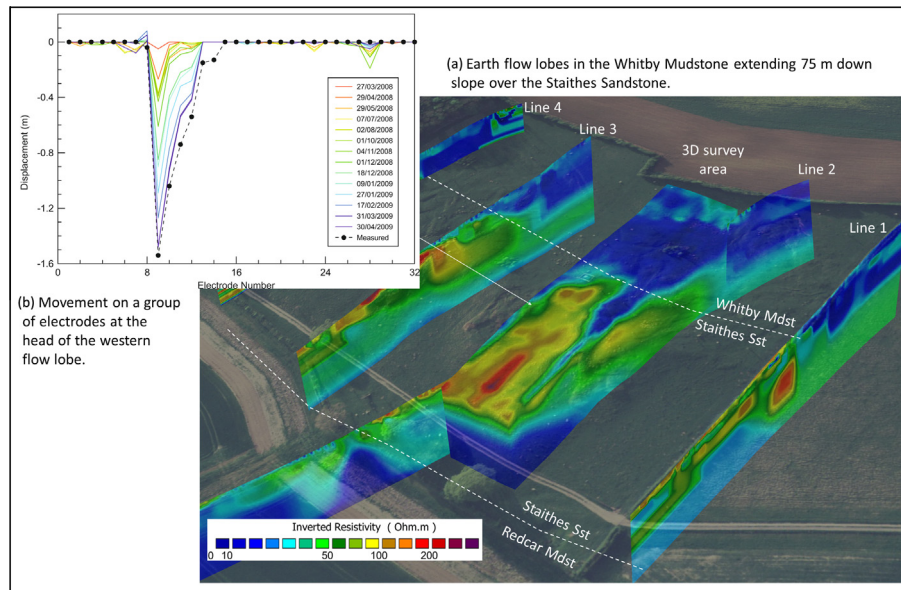 0
-0.4
-0.8
-1.2
-1.6
Displacement (m)
0 8 16 24 32
Electrode Number
27/03/2008
29/04/2008
29/05/2008
07/07/2008
02/08/2008
01/10/2008
04/11/2008
01/12/2008
18/12/2008
09/01/2009
27/01/2009
17/02/2009
31/03/2009
30/04/2009
Measured
(a) Earth flow lobes in the Whitby Mudstone extending 75 m down
slope over the Staithes Sandstone.
(b) Movement on a group
of electrodes at the
head of the western
flow lobe.
Line 4
Line 3
3D survey
area
Line 2
Line 1
Whitby Mdst
Staithes Sst
Staithes Sst
Redcar Mdst
Inverted Resistivity ( Ohm.m )
0 10 50 100 200